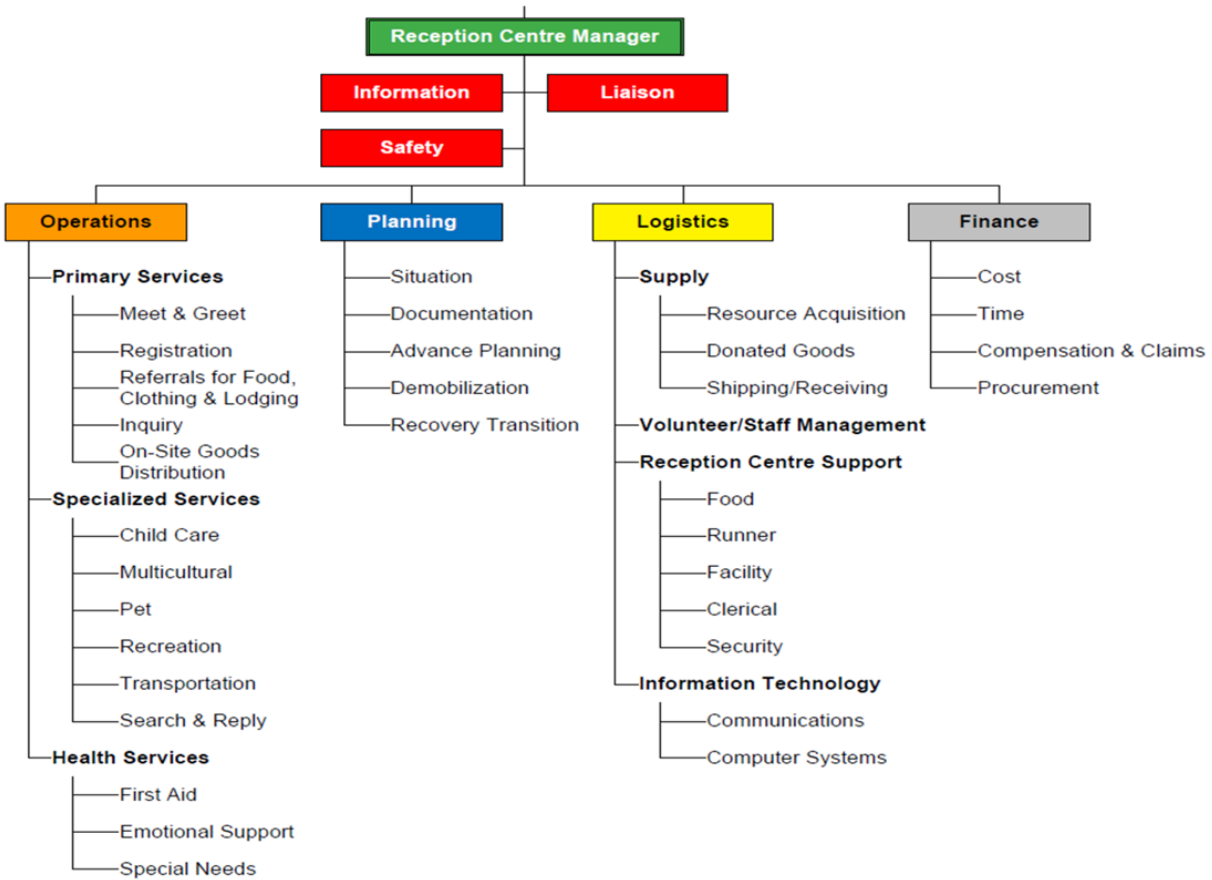 Reception Centre Manager
Information
Liaison
Safety
Operations
Planning
Logistics
Finance
Primary Services
Meet & Greet
Registration
Referrals for Food,
Clothing & Lodging
Inquiry
On-Site Goods
Distribution
Specialized Services
Child Care
Multicultural
Pet
Recreation
Transportation
Search & Reply
Health Services
First Aid
Emotional Support
Special Needs
Situation
Documentation
Advance Planning
Demobilization
Recovery Transition
Supply
Resource Acquisition
Donated Goods
Shipping/Receiving
Volunteer/Staff Management
Reception Centre Support
Food
Runner
Facility
Clerical
Security
Information Technology
Communications
Computer Systems
Cost
Time
Compensation & Claims
Procurement